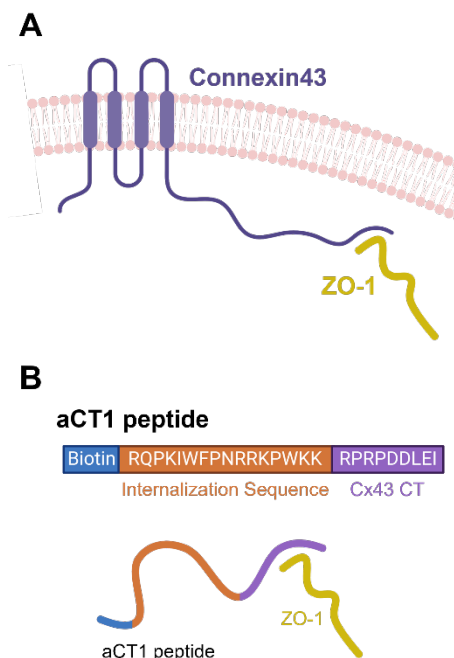 A
Connexin43
ZO-1
B
aCT1 peptide
Biotin RQPKIWFPNRRKPWKK RPRPDDLEI
Internalization Sequence Cx43 CT
ZO-1
aCT1 peptide